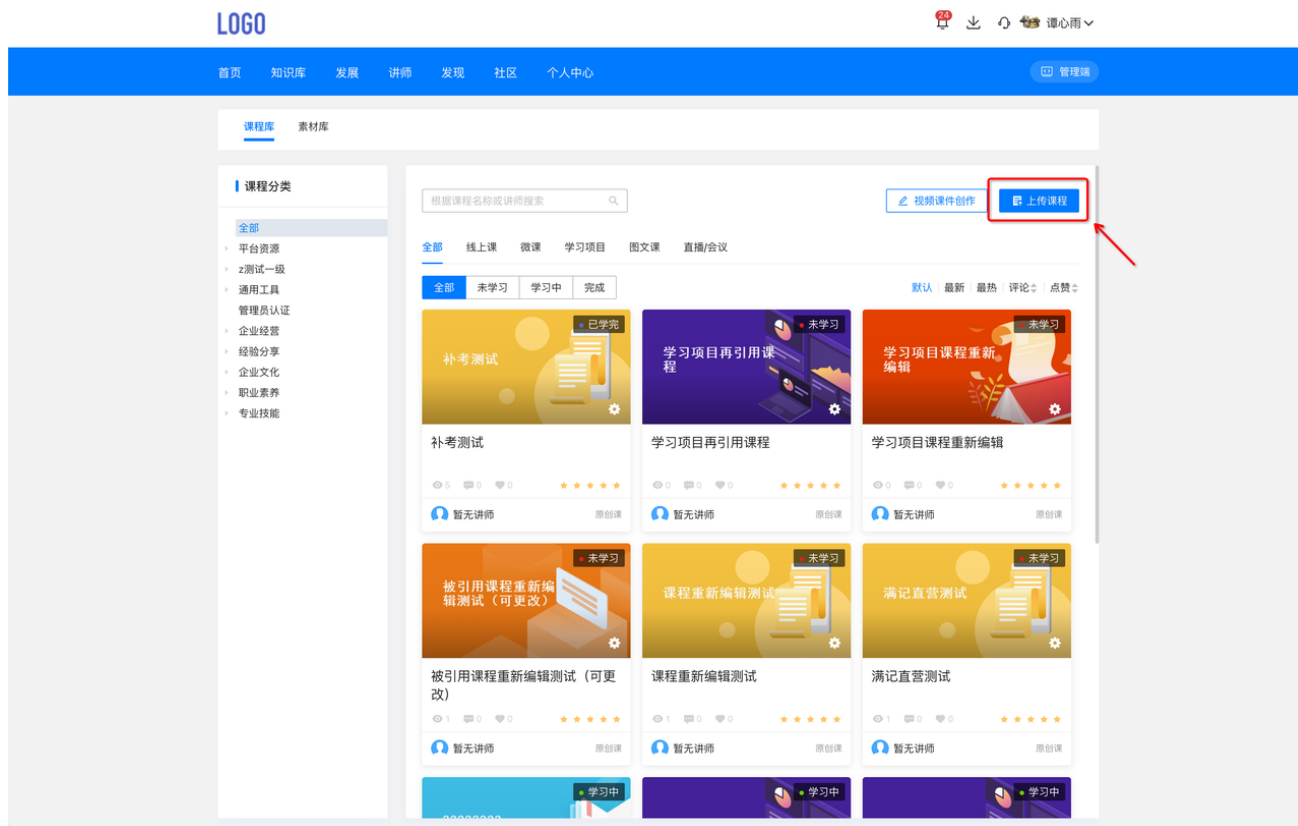 LOGO
24
谭心雨
首页 知识库 发展 讲师 发现 社区 个人中心 管理端
课程库 素材库
课程分类
全部
平台资源
z测试一级
通用工具
管理员认证
企业经营
经验分享
企业文化
职业素养
专业技能
根据课程名称或讲师搜索 视频课件创作 上传课程
全部 线上课 微课 学习项目 图文课 直播/会议
全部 未学习 学习中 完成 默认 最新 最热 评论 点赞
已学完 未学习 未学习
补考测试
学习项目再引用课
程
学习项目课程重新
编辑
补考测试 学习项目再引用课程 学习项目课程重新编辑
5 0 0 0 0 0 0 0 0
暂无讲师 原创课 暂无讲师 原创课 暂无讲师 原创课
未学习 未学习 未学习
被引用课程重新编
辑测试（可更改）
课程重新编辑测试
满记直营测试
被引用课程重新编辑测试（可更
改）
课程重新编辑测试
满记直营测试
1 0 0 1 0 0 1 0 0
暂无讲师 原创课 暂无讲师 原创课 暂无讲师 原创课
学习中 学习中 学习中